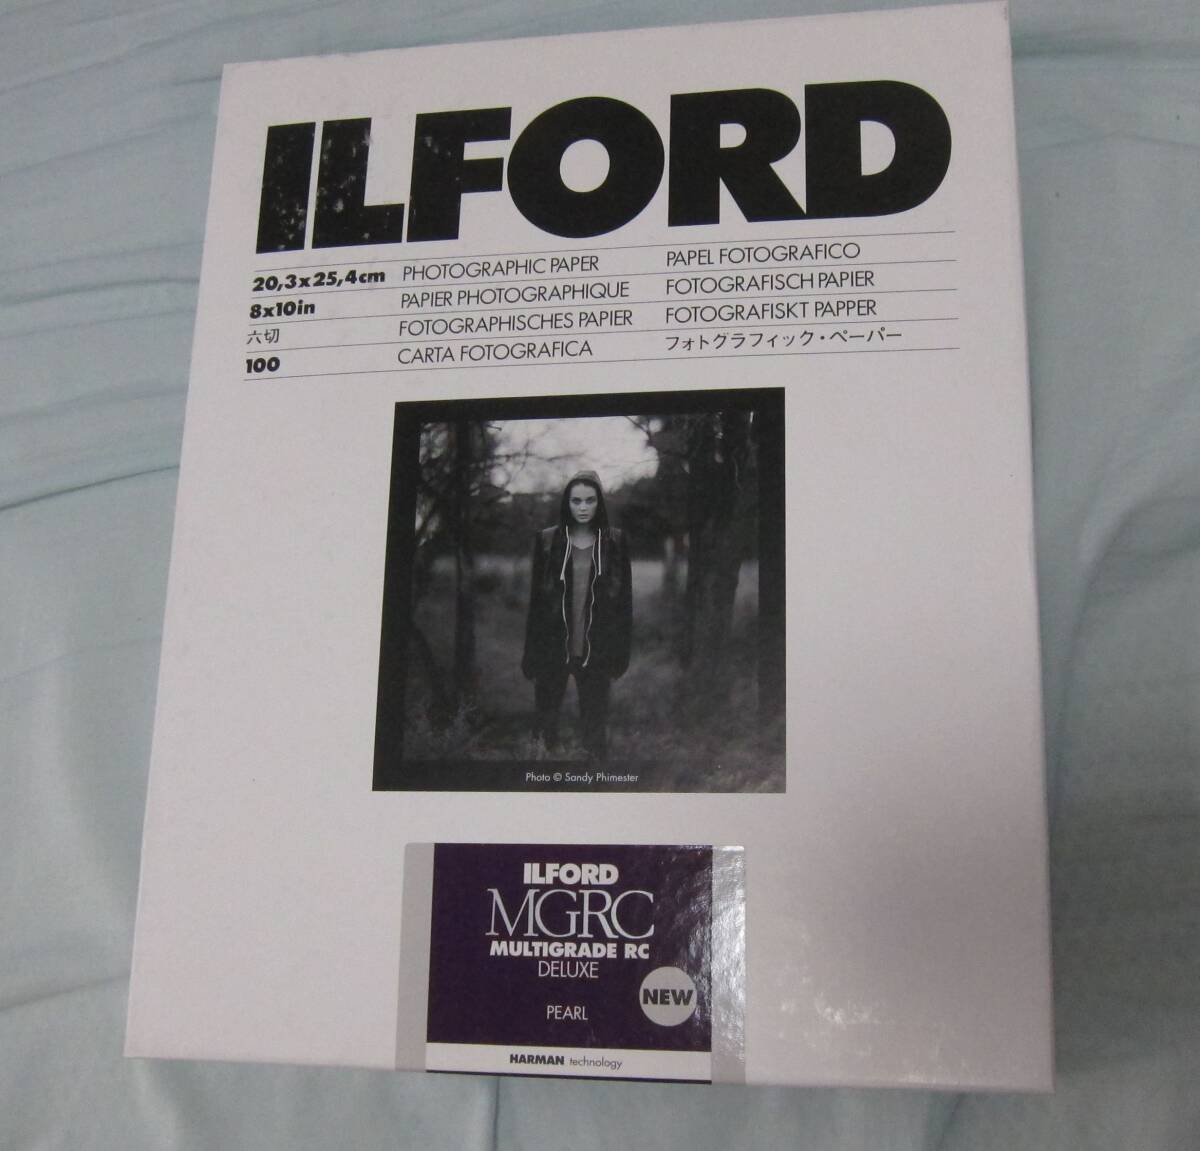 ILFORD
20,3x25,4cm PHOTOGRAPHIC PAPER PAPEL FOTOGRAFICO
8x10in PAPIER PHOTOGRAPHIQUE FOTOGRAFISCH PAPIER
六切 FOTOGRAPHISCHES PAPIER FOTOGRAFISKT PAPPER
100 CARTA FOTOGRAFICA フォトグラフィック・ペーパー
Photo © Sandy Phimester
ILFORD
MGRC
MULTIGRADE RC
DELUXE
NEW
PEARL
HARMAN technology